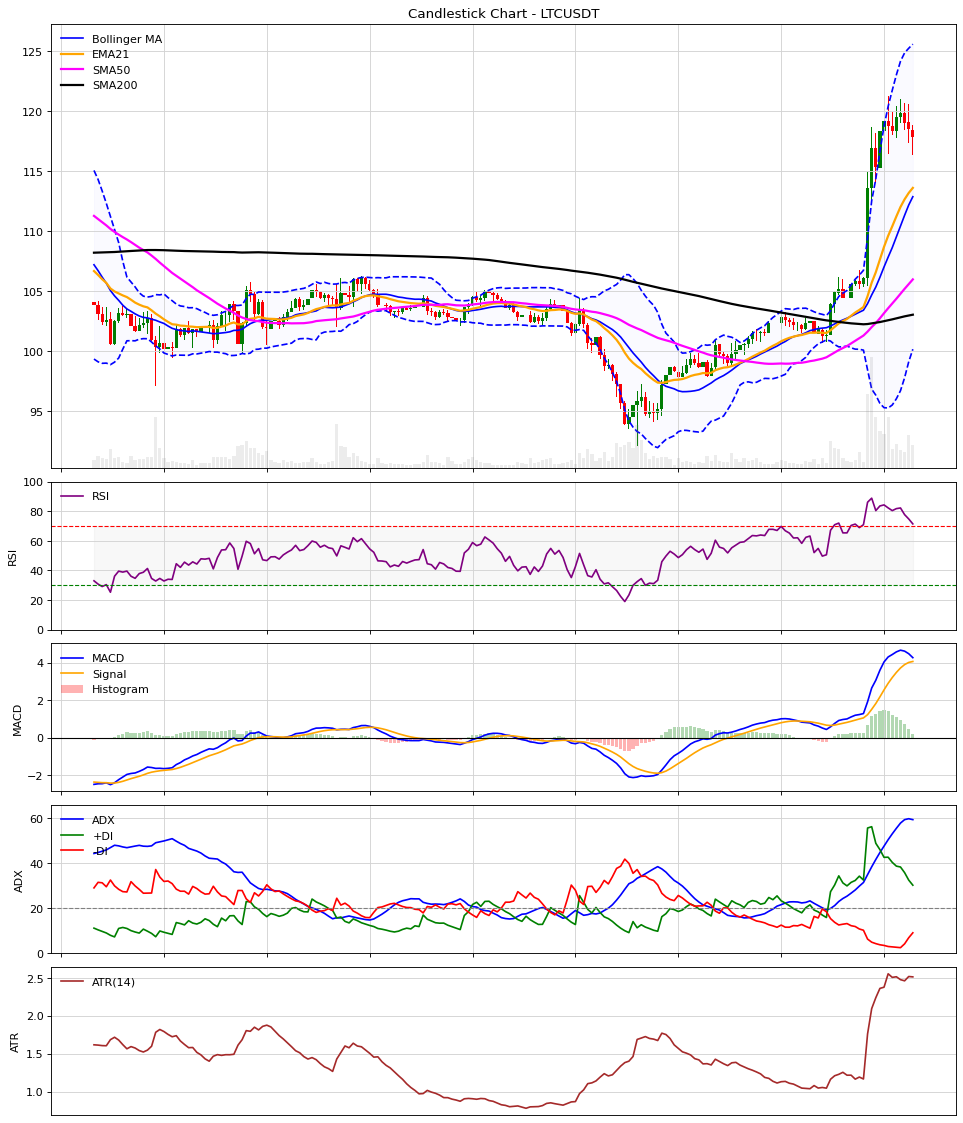 Candlestick Chart - LTCUSDT
Bollinger MA
EMA21
SMA50
SMA200
125
120
115
110
105
100
95
RSI
RSI
100
80
60
40
20
0
MACD
Signal
Histogram
MACD
4
2
0
−2
ADX
+DI
-DI
ADX
60
40
20
0
ATR(14)
ATR
2.5
2.0
1.5
1.0